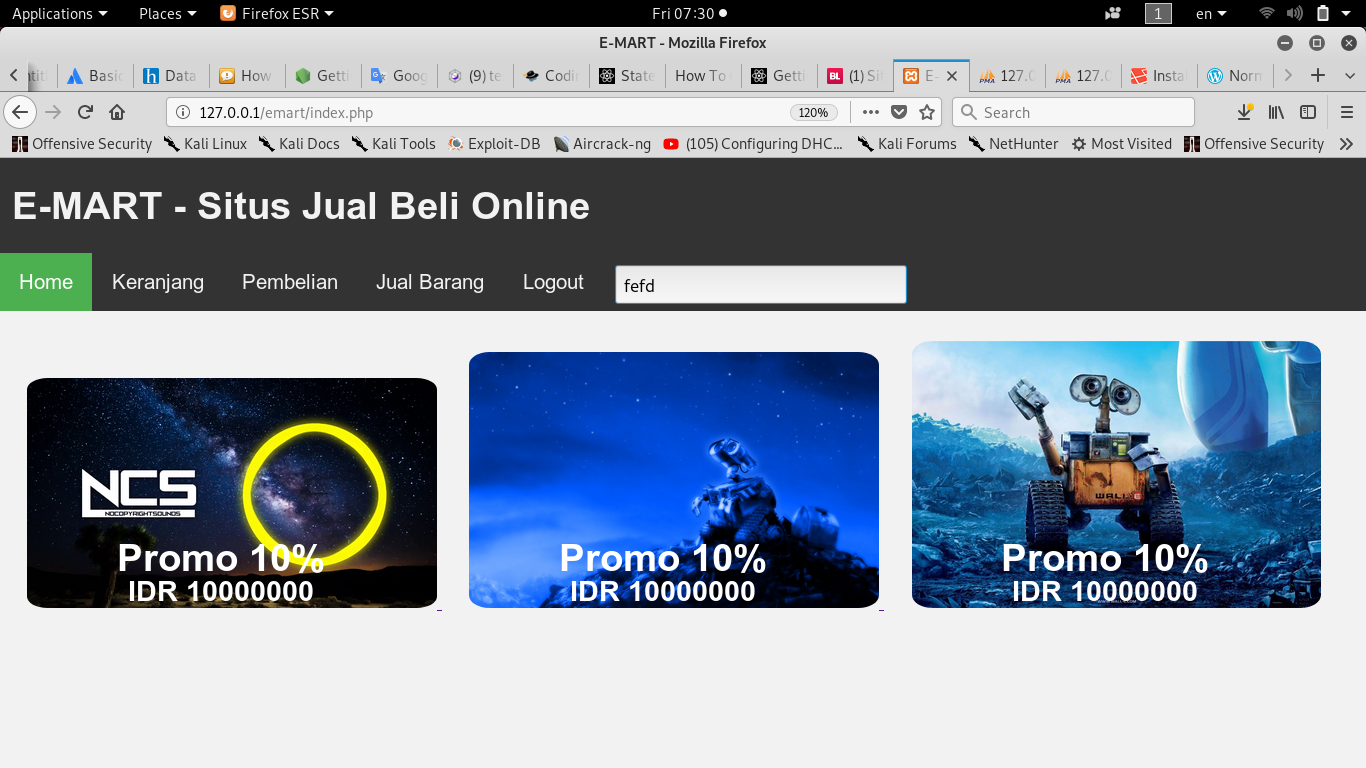 Applications Places Firefox ESR Fri 07:30 1 en
E-MART - Mozilla Firefox
Basic Data How Getti Goog (9) te Codin State How To Getti (1) Si E- 127.0 127.0 Insta Norn
127.0.0.1/emart/index.php 120% Search
Offensive Security Kali Linux Kali Docs Kali Tools Exploit-DB Aircrack-ng (105) Configuring DHC... Kali Forums NetHunter Most Visited Offensive Security
E-MART - Situs Jual Beli Online
Home Keranjang Pembelian Jual Barang Logout fefd
NCS
NOCOPYRIGHTSOUNDS
WALL·E
Promo 10% Promo 10% Promo 10%
IDR 10000000 IDR 10000000 IDR 10000000